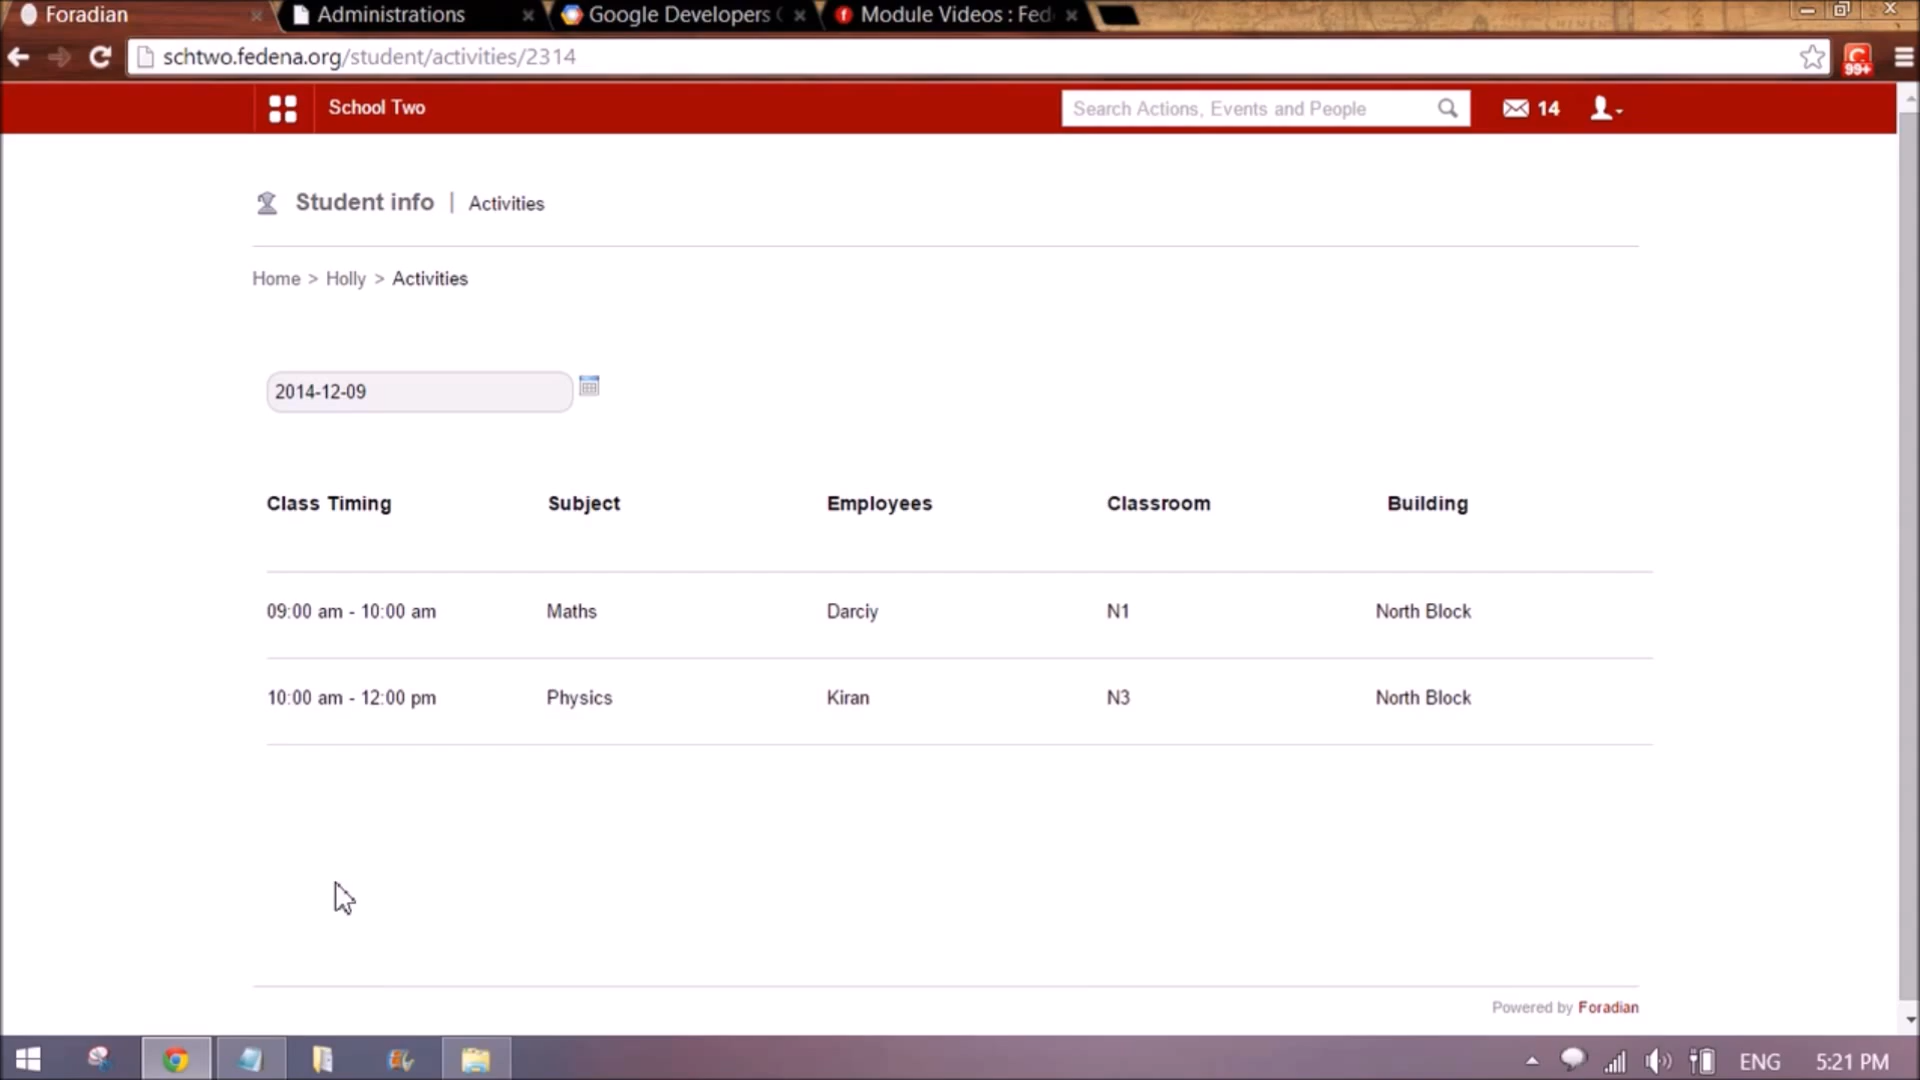 Foradian
Administrations
Google Developers
Module Videos : Fed
schtwo.fedena.org/student/activities/2314
99+
School Two
Search Actions, Events and People
14
Student info | Activities
Home > Holly > Activities
2014-12-09
Class Timing Subject Employees Classroom Building
09:00 am - 10:00 am Maths Darciy N1 North Block
10:00 am - 12:00 pm Physics Kiran N3 North Block
Powered by Foradian
ENG 5:21 PM